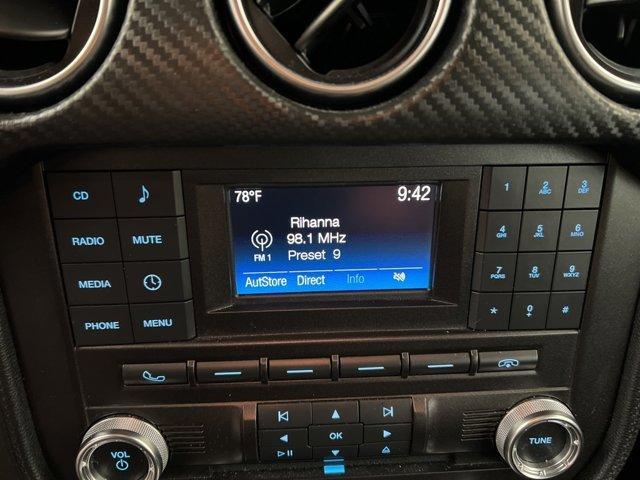 78°F 9:42
Rihanna
98.1 MHz
FM 1
Preset 9
AutStore Direct Info
CD
RADIO MUTE
MEDIA
PHONE MENU
1 2 ABC 3 DEF
4 GHI 5 JKL 6 MNO
7 PQRS 8 TUV 9 WXYZ
* 0 + #
VOL
OK
TUNE